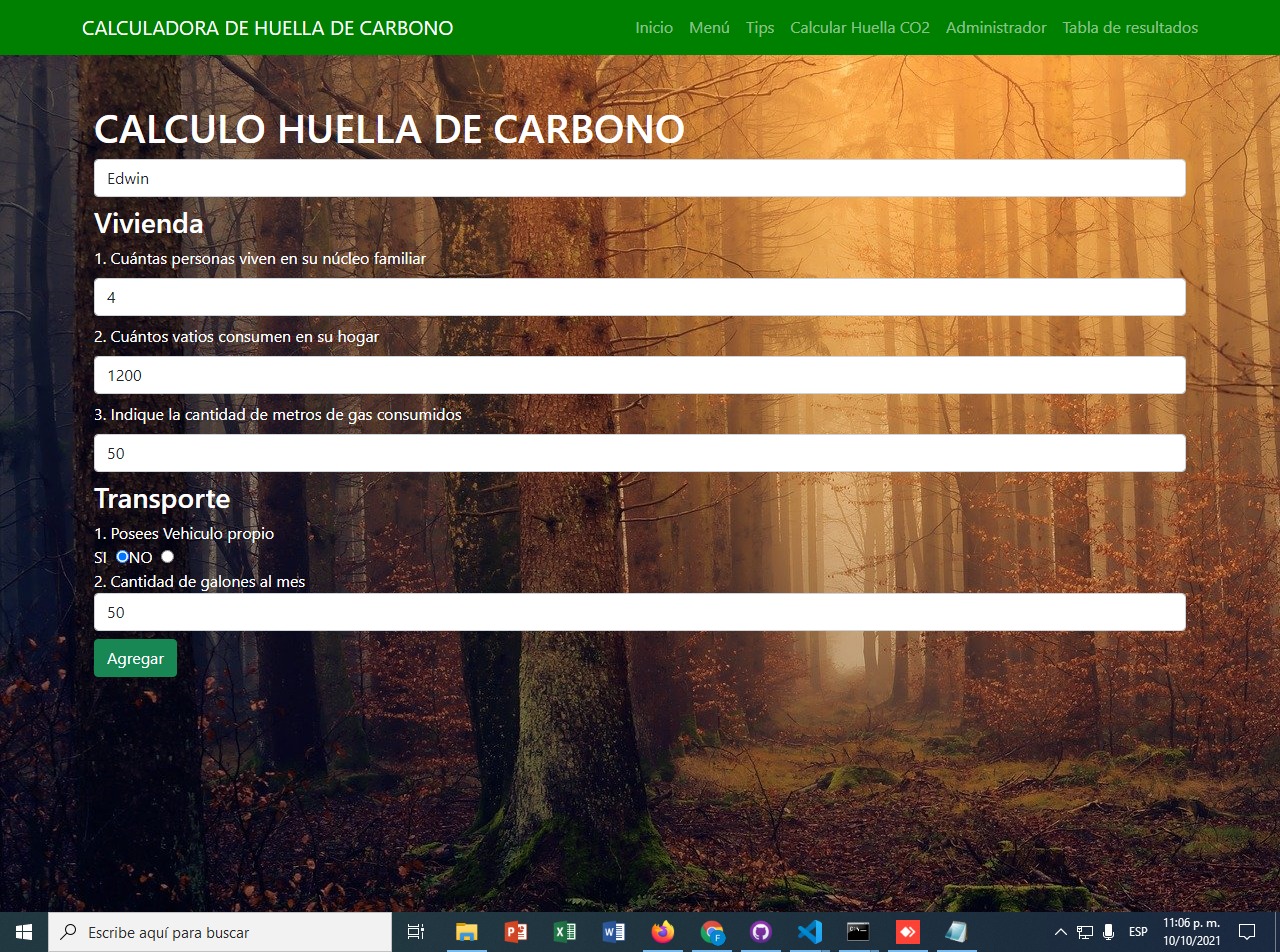 CALCULADORA DE HUELLA DE CARBONO Inicio Menú Tips Calcular Huella CO2 Administrador Tabla de resultados
CALCULO HUELLA DE CARBONO
Edwin
Vivienda
1. Cuántas personas viven en su núcleo familiar
4
2. Cuántos vatios consumen en su hogar
1200
3. Indique la cantidad de metros de gas consumidos
50
Transporte
1. Posees Vehiculo propio
SI NO
2. Cantidad de galones al mes
50
Agregar
Escribe aquí para buscar
ESP
11:06 p. m.
10/10/2021